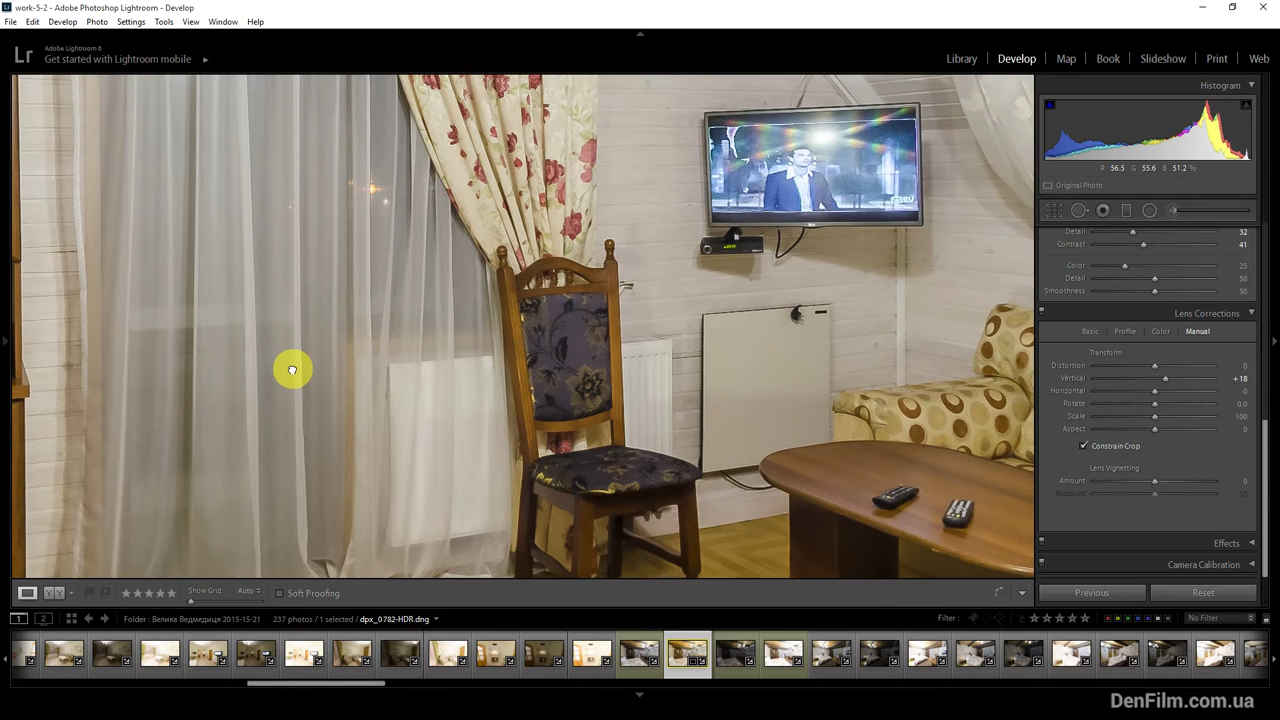 work-5-2 - Adobe Photoshop Lightroom - Develop
File Edit Develop Photo Settings Tools View Window Help
Lr
Adobe Lightroom 6
Get started with Lightroom mobile
Library Develop Map Book Slideshow Print Web
Histogram
R 56.5 G 55.6 B 51.2 %
Original Photo
Detail 32
Contrast 41
Color 25
Detail 50
Smoothness 50
Lens Corrections
Basic Profile Color Manual
Transform
Distortion 0
Vertical +18
Horizontal 0
Rotate 0.0
Scale 100
Aspect 0
Constrain Crop
Lens Vignetting
Amount 0
Midpoint 50
Effects
Camera Calibration
Previous Reset
Show Grid: Auto
Soft Proofing
1 2
Folder : Велика Ведмедиця 2015-15-21 237 photos / 1 selected / dpx_0782-HDR.dng
Filter : No Filter
DenFilm.com.ua